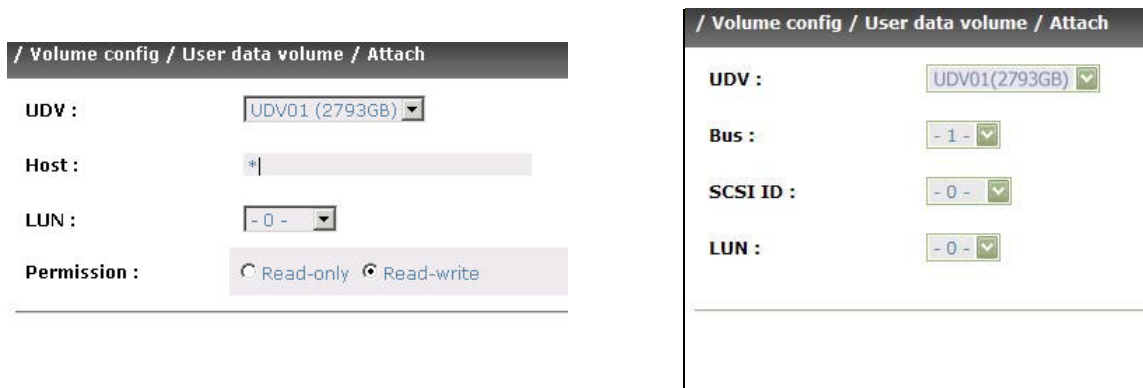 / Volume config / User data volume / Attach
UDV :
UDV01 (2793GB)
Host :
*
LUN :
- 0 -
Permission :
Read-only
Read-write
/ Volume config / User data volume / Attach
UDV :
UDV01(2793GB)
Bus :
- 1 -
SCSI ID :
- 0 -
LUN :
- 0 -